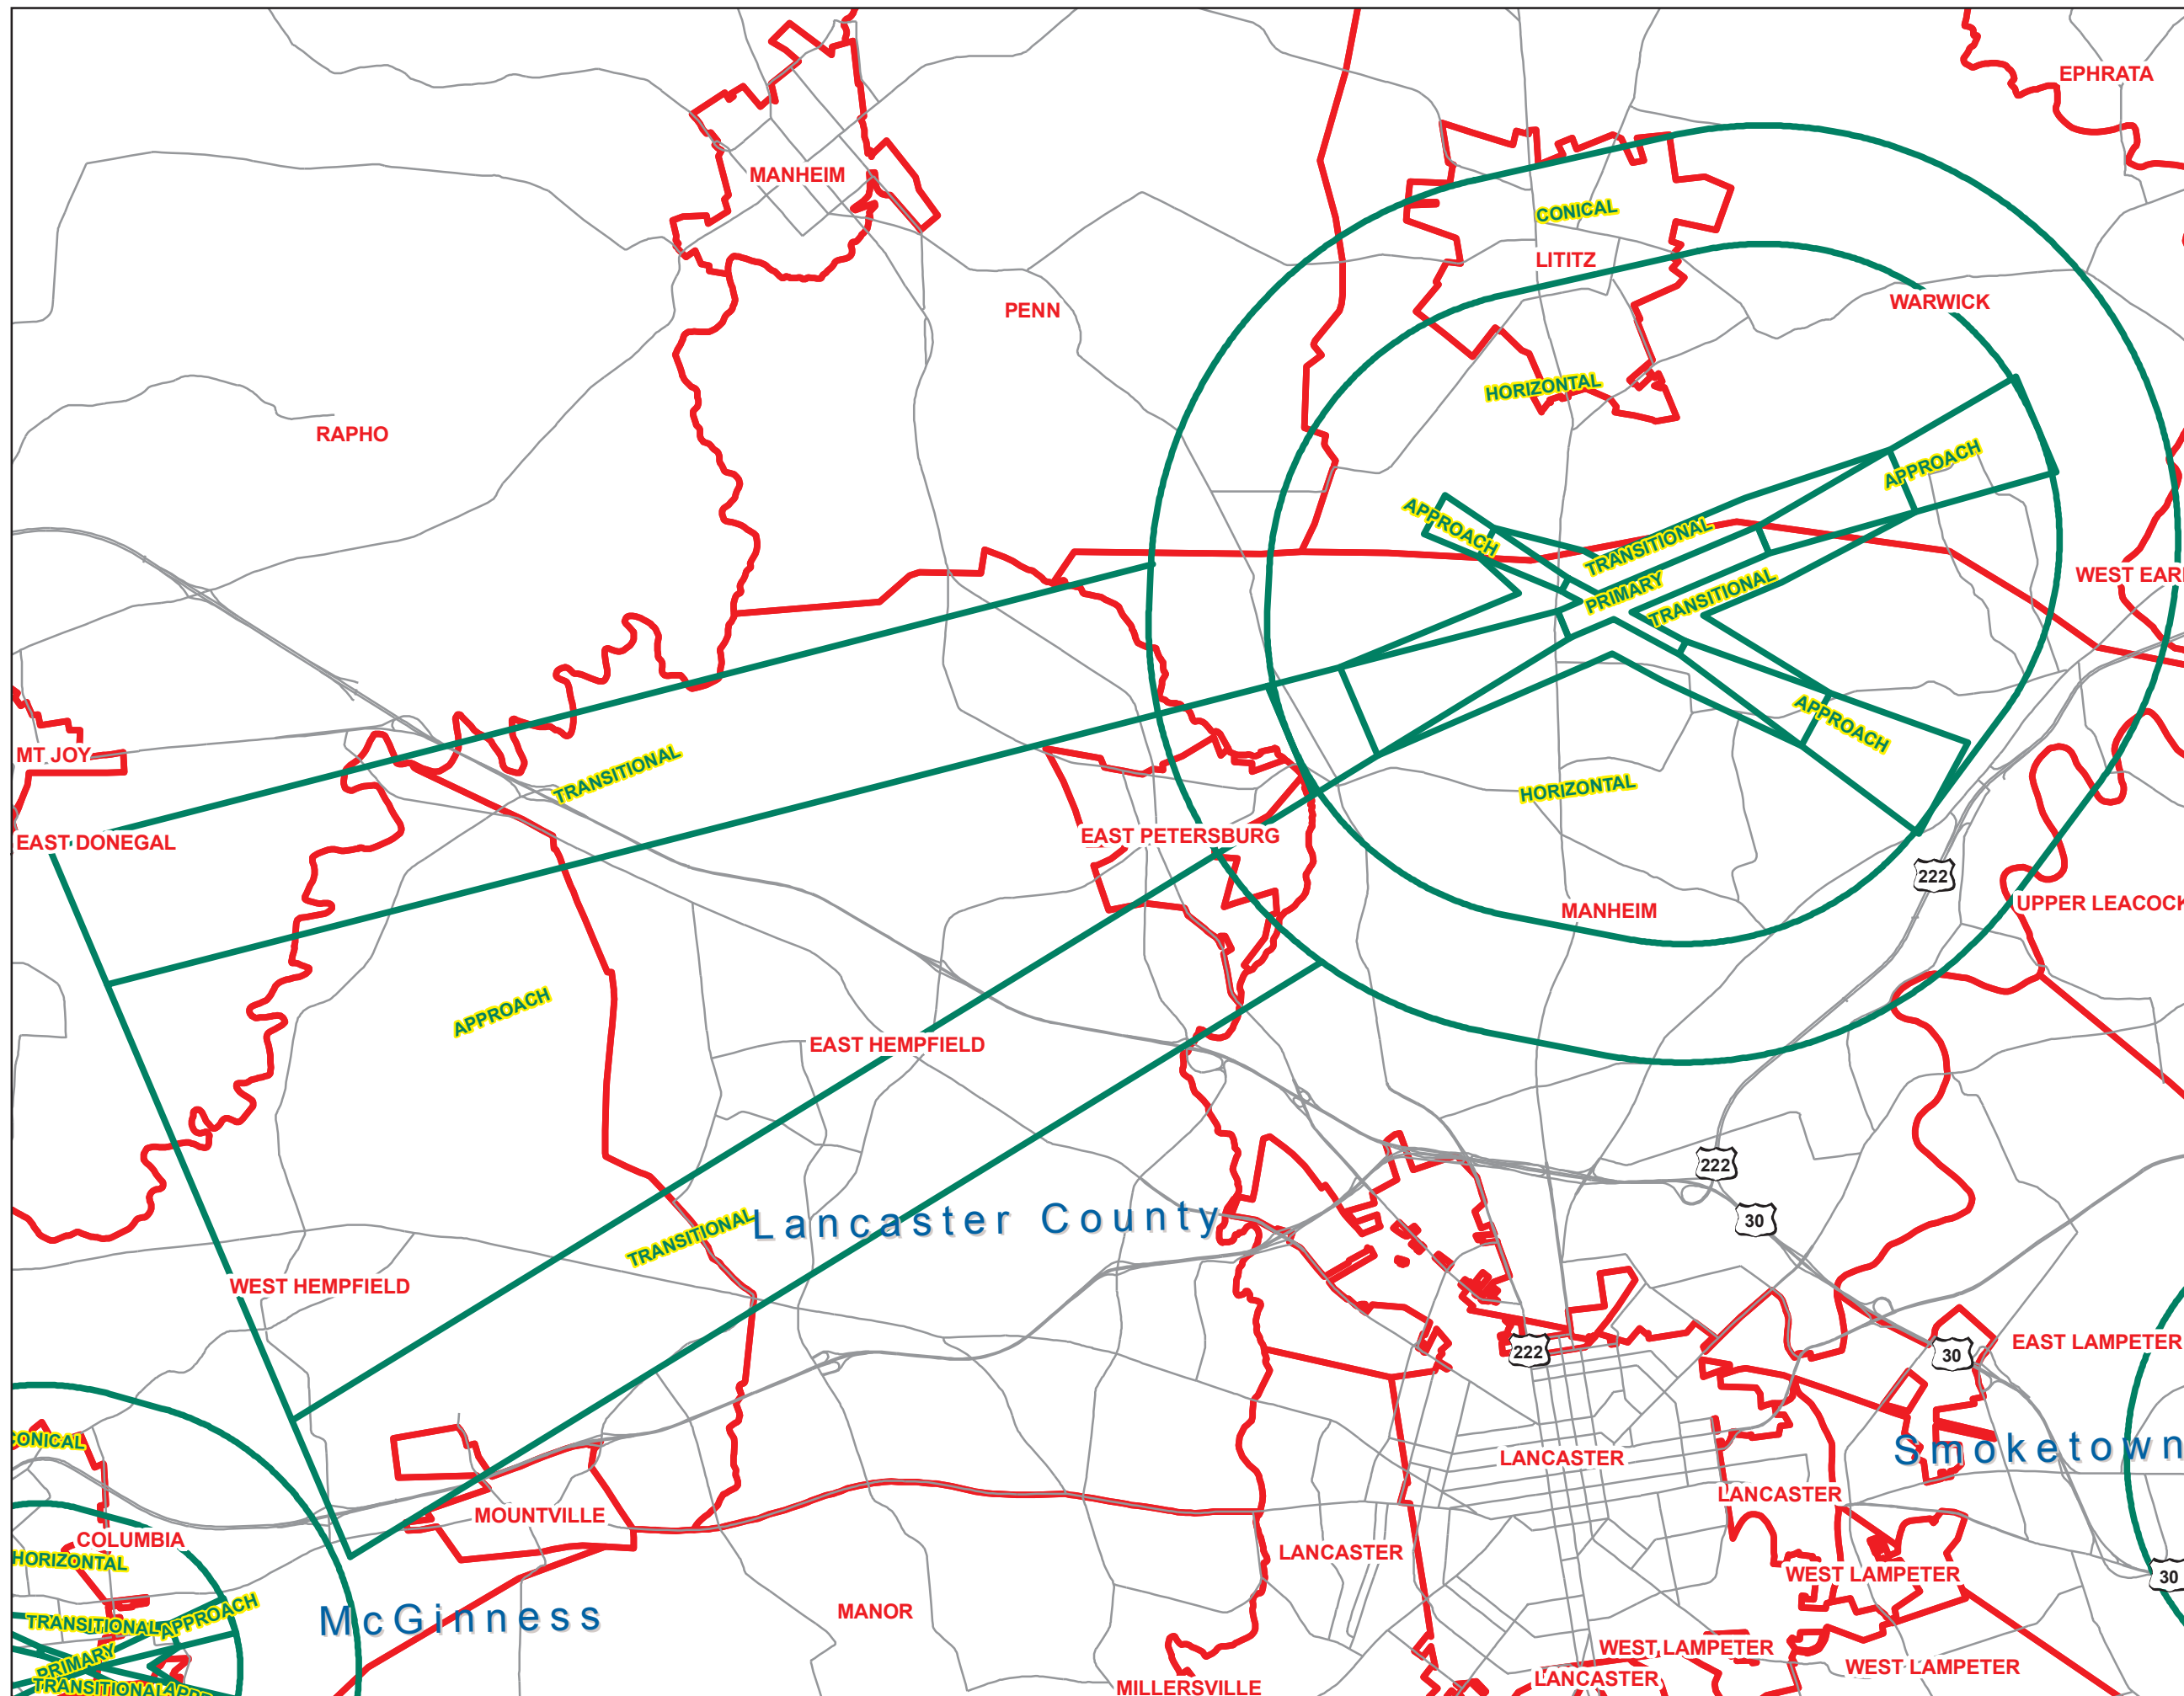 EPHRATA
MANHEIM
CONICAL
LITITZ
WARWICK
PENN
HORIZONTAL
RAPHO
APPROACH
APPROACH
TRANSITIONAL
PRIMARY
TRANSITIONAL
WEST EARL
MT JOY
TRANSITIONAL
APPROACH
HORIZONTAL
EAST DONEGAL
EAST PETERSBURG
222
UPPER LEACOCK
MANHEIM
APPROACH
EAST HEMPFIELD
222
30
Lancaster County
TRANSITIONAL
WEST HEMPFIELD
EAST LAMPETER
222
30
CONICAL
Smoketown
LANCASTER
LANCASTER
MOUNTVILLE
COLUMBIA
HORIZONTAL
LANCASTER
WEST LAMPETER
30
APPROACH
TRANSITIONAL
McGinness
MANOR
WEST LAMPETER
PRIMARY
WEST LAMPETER
LANCASTER
TRANSITIONAL
MILLERSVILLE